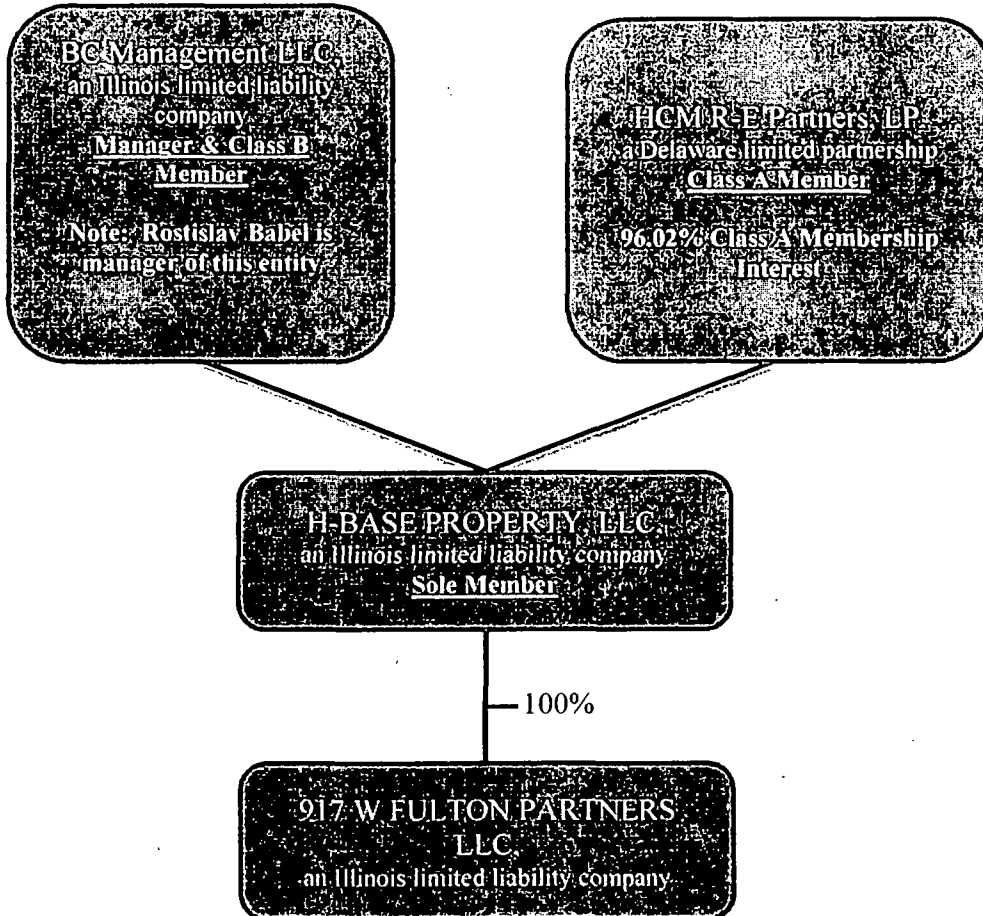 BC Management LLC,
an Illinois limited liability
company
Manager & Class B
Member
Note: Rostislav Babel is
manager of this entity
HCM R-E Partners, LP
a Delaware limited partnership
Class A Member
96.02% Class A Membership
Interest
H-BASE PROPERTY, LLC,
an Illinois limited liability company
Sole Member
100%
917 W FULTON PARTNERS
LLC,
an Illinois limited liability company